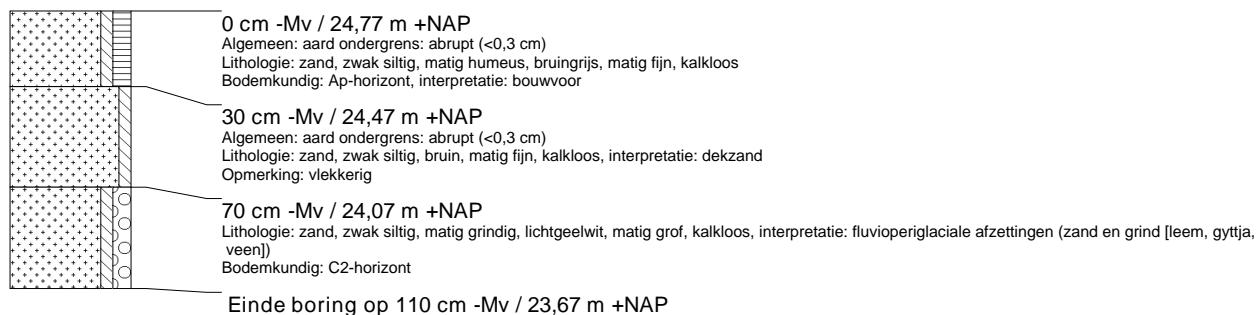 0 cm -Mv / 24,77 m +NAP
Algemeen: aard ondergrens: abrupt (<0,3 cm)
Lithologie: zand, zwak siltig, matig humeus, bruingrijs, matig fijn, kalkloos
Bodemkundig: Ap-horizont, interpretatie: bouwvoor
30 cm -Mv / 24,47 m +NAP
Algemeen: aard ondergrens: abrupt (<0,3 cm)
Lithologie: zand, zwak siltig, bruin, matig fijn, kalkloos, interpretatie: dekzand
Opmerking: vlekkerig
70 cm -Mv / 24,07 m +NAP
Lithologie: zand, zwak siltig, matig grindig, lichtgeelwit, matig grof, kalkloos, interpretatie: fluvioperiglaciale afzettingen (zand en grind [leem, gyttja,
veen])
Bodemkundig: C2-horizont
Einde boring op 110 cm -Mv / 23,67 m +NAP